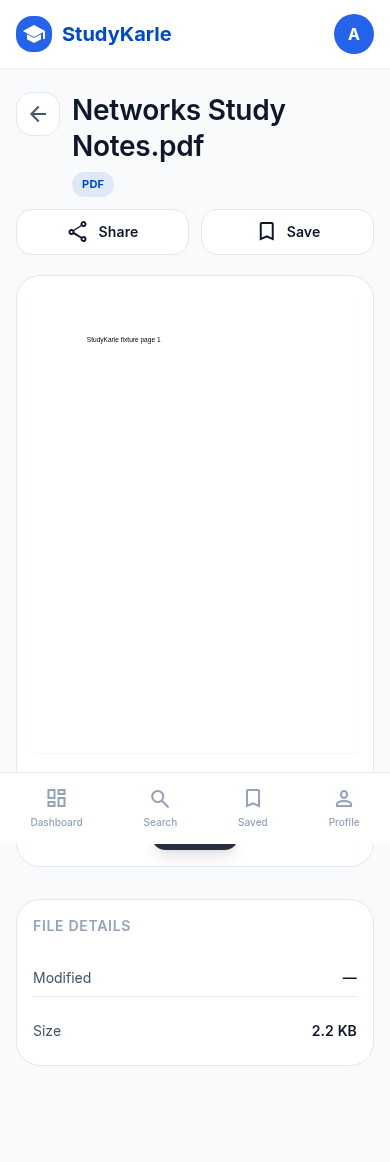 StudyKarle
A
Networks Study
Notes.pdf
PDF
Share
Save
StudyKarle fixture page 1
Dashboard
Search
Saved
Profile
FILE DETAILS
Modified —
Size 2.2 KB